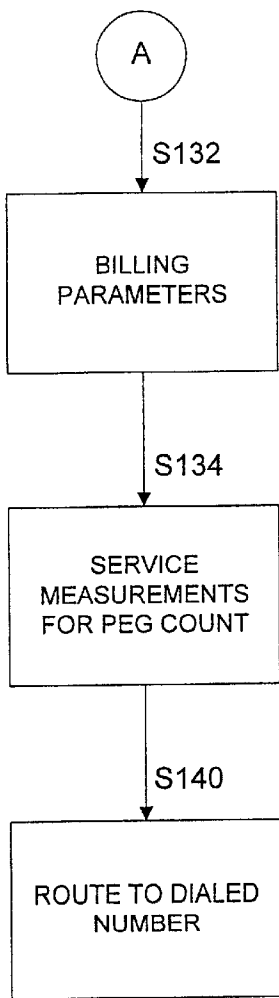 A
S132
BILLING
PARAMETERS
S134
SERVICE
MEASUREMENTS
FOR PEG COUNT
S140
ROUTE TO DIALED
NUMBER